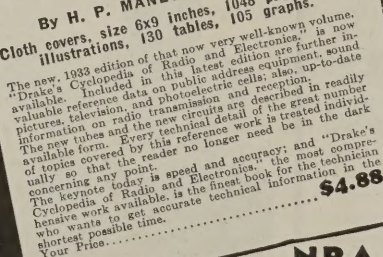 By H. P.
Cloth covers, size 6x9 inches, 1048
illustrations, 130 tables, 105 graphs.
The new, 1933 edition of that now very well-known volume,
"Drake's Cyclopedia of Radio and Electronics," is now
available. Included in this latest edition are further in-
valuable reference data on public address equipment, sound
pictures, television, and photoelectric cells; also, up-to-date
information on radio transmission and reception.
The new tubes and the new circuits are described in readily
available form. Every technical detail of the great number
of topics covered by this reference work is treated individ-
ually so that the reader no longer need be in the dark
concerning any point.
The keynote today is speed and accuracy; and "Drake's
Cyclopedia of Radio and Electronics," the most compre-
hensive work available, is the finest book for the technician
who wants to get accurate technical information in the
shortest possible time.
Your Price........................ $4.88